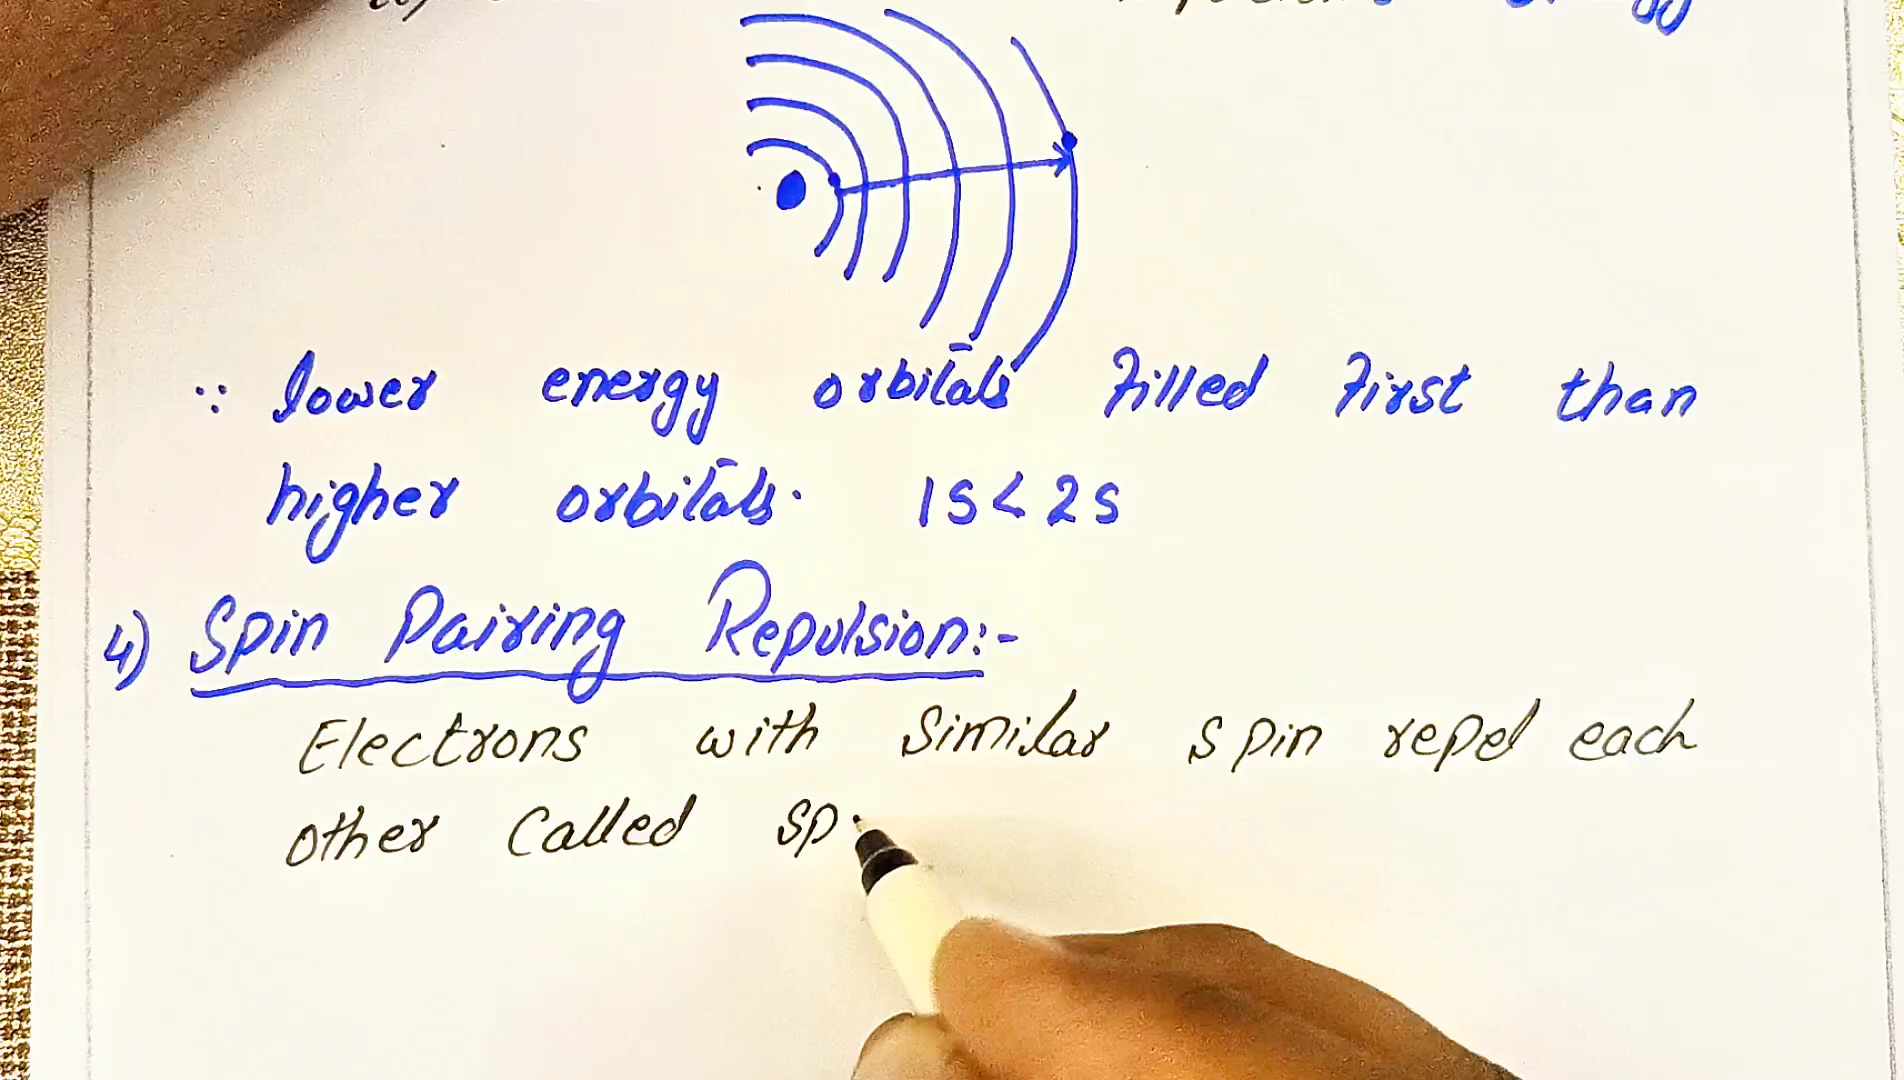 ∵ lower energy orbitals filled first than
higher orbitals. 1s < 2s
4) Spin Pairing Repulsion:-
Electrons with Similar spin repel each
other Called sp